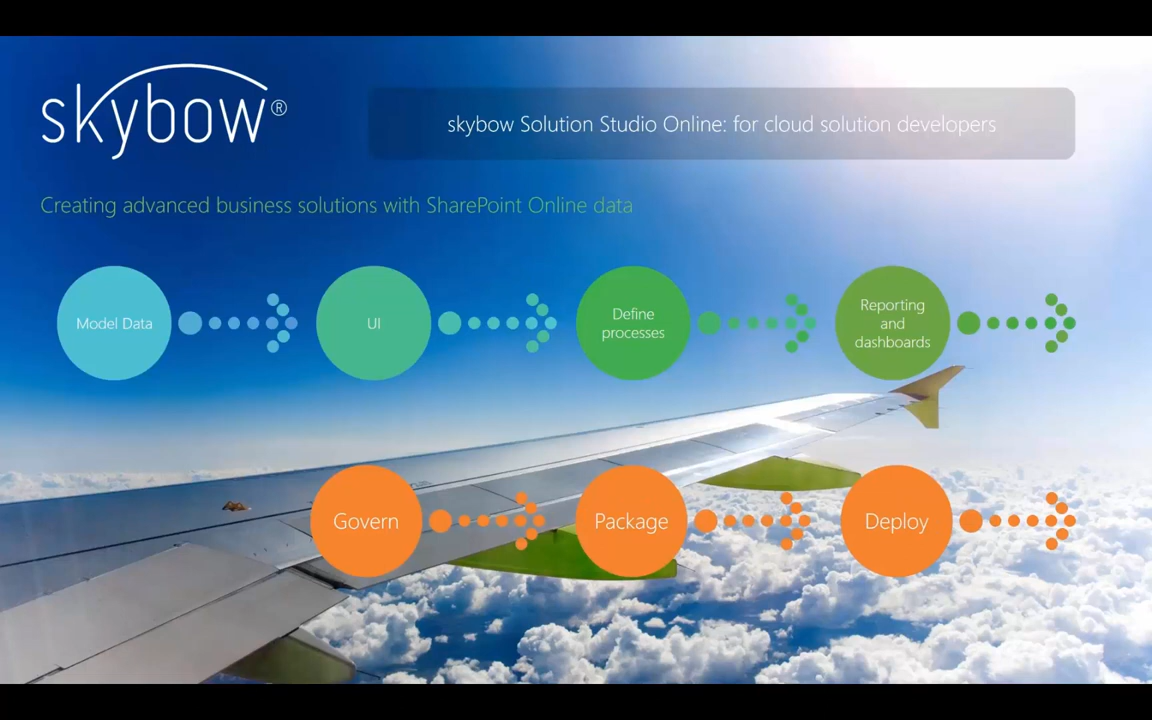 skybow®
skybow Solution Studio Online: for cloud solution developers
Creating advanced business solutions with SharePoint Online data
Model Data
UI
Define
processes
Reporting
and
dashboards
Govern
Package
Deploy